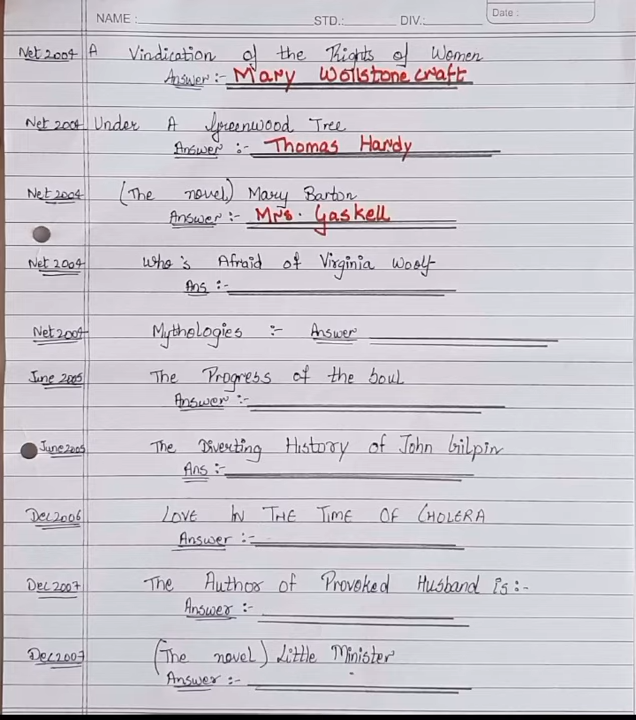 NAME : STD.: DIV.: Date :
Net 2004 A Vindication of the Rights of Women
Answer :- Mary Wollstonecraft
Net 2004 Under A Greenwood Tree
Answer :- Thomas Hardy
Net 2004 (The novel) Mary Barton
Answer :- Mrs. Gaskell
Net 2004 Who's Afraid of Virginia Woolf
Ans :-
Net 2004 Mythologies :- Answer
June 2005 The Progress of the Soul
Answer :-
June 2005 The Diverting History of John Gilpin
Ans :-
Dec 2006 LOVE IN THE TIME OF CHOLERA
Answer :-
Dec 2007 The Author of Provoked Husband is :-
Answer :-
Dec 2007 (The novel) Little Minister
Answer :-